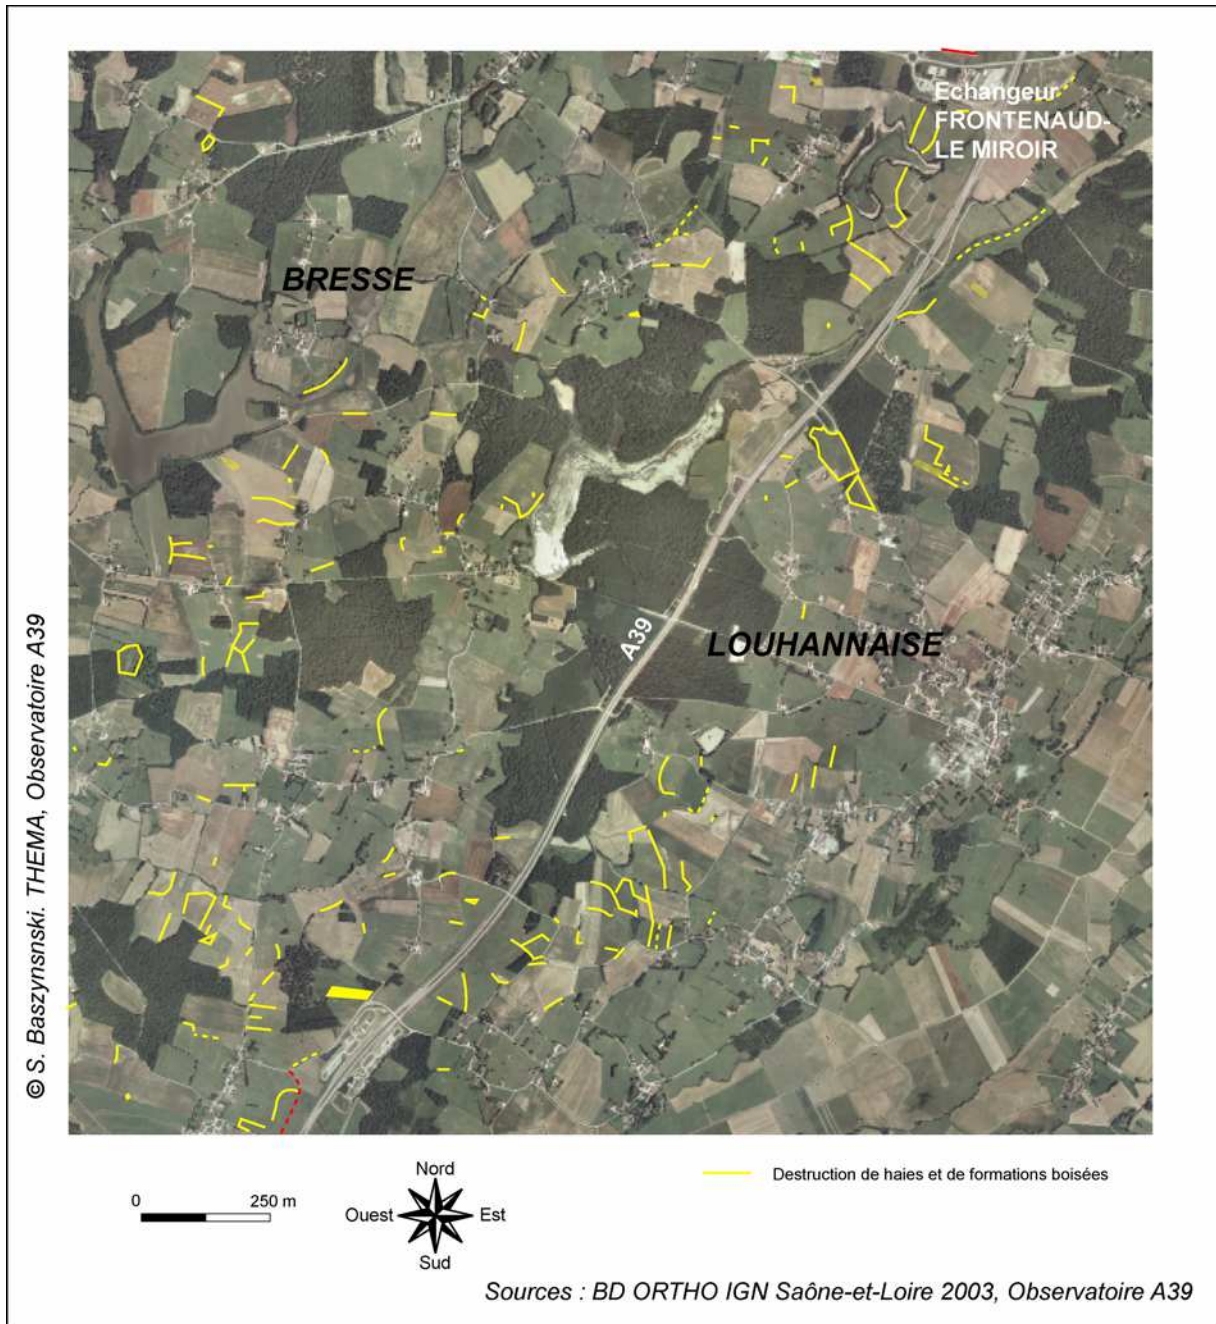 Echangeur
FRONTENAUD-
LE MIROIR
BRESSE
A39
LOUHANNAISE
© S. Baszynsnski. THEMA, Observatoire A39
0 250 m
Nord
Ouest Est
Sud
Destruction de haies et de formations boisées
Sources : BD ORTHO IGN Saône-et-Loire 2003, Observatoire A39